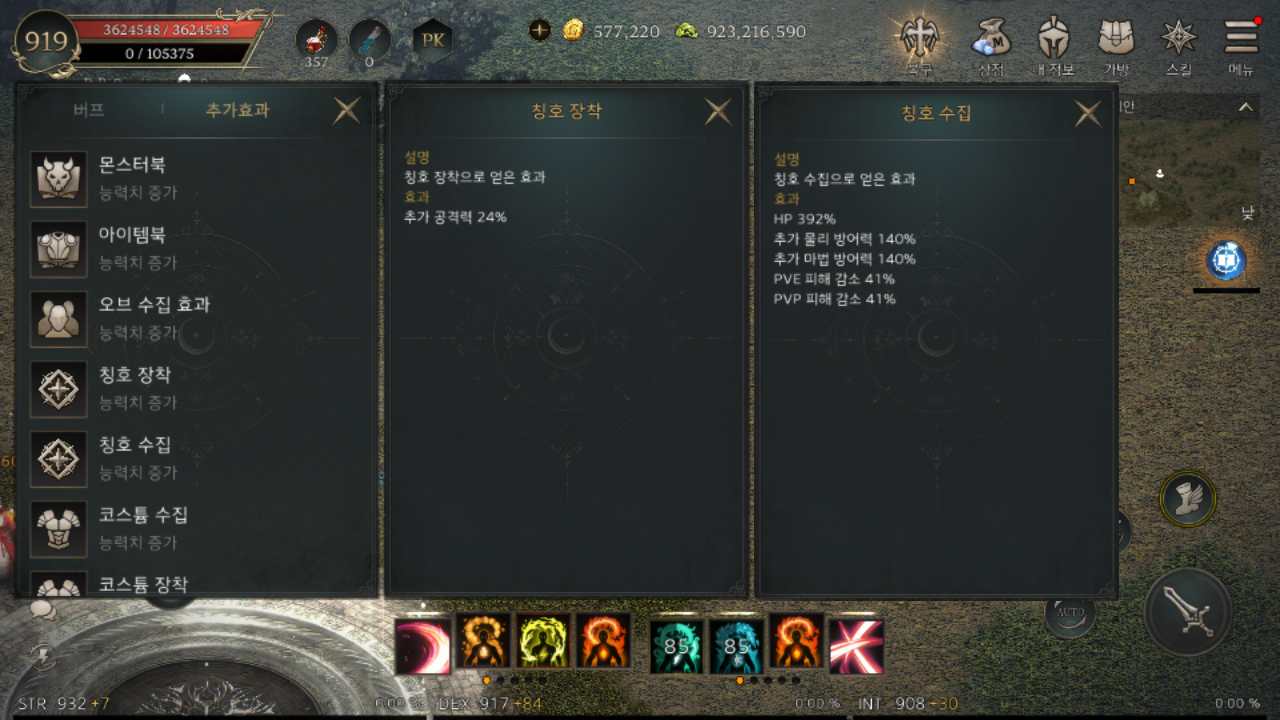 919
3624548 / 3624548
0 / 105375
357
0
PK
577,220
923,216,590
상점
내 정보
가방
스킬
메뉴
버프
추가효과
몬스터북
능력치 증가
아이템북
능력치 증가
오브 수집 효과
능력치 증가
칭호 장착
능력치 증가
칭호 수집
능력치 증가
코스튬 수집
능력치 증가
코스튬 장착
칭호 장착
설명
칭호 장착으로 얻은 효과
효과
추가 공격력 24%
칭호 수집
설명
칭호 수집으로 얻은 효과
효과
HP 392%
추가 물리 방어력 140%
추가 마법 방어력 140%
PVE 피해 감소 41%
PVP 피해 감소 41%
낮
AUTO
85
85
STR 932 +7
0.00 %
DEX 917 +84
0.00 %
INT 908 +30
0.00 %